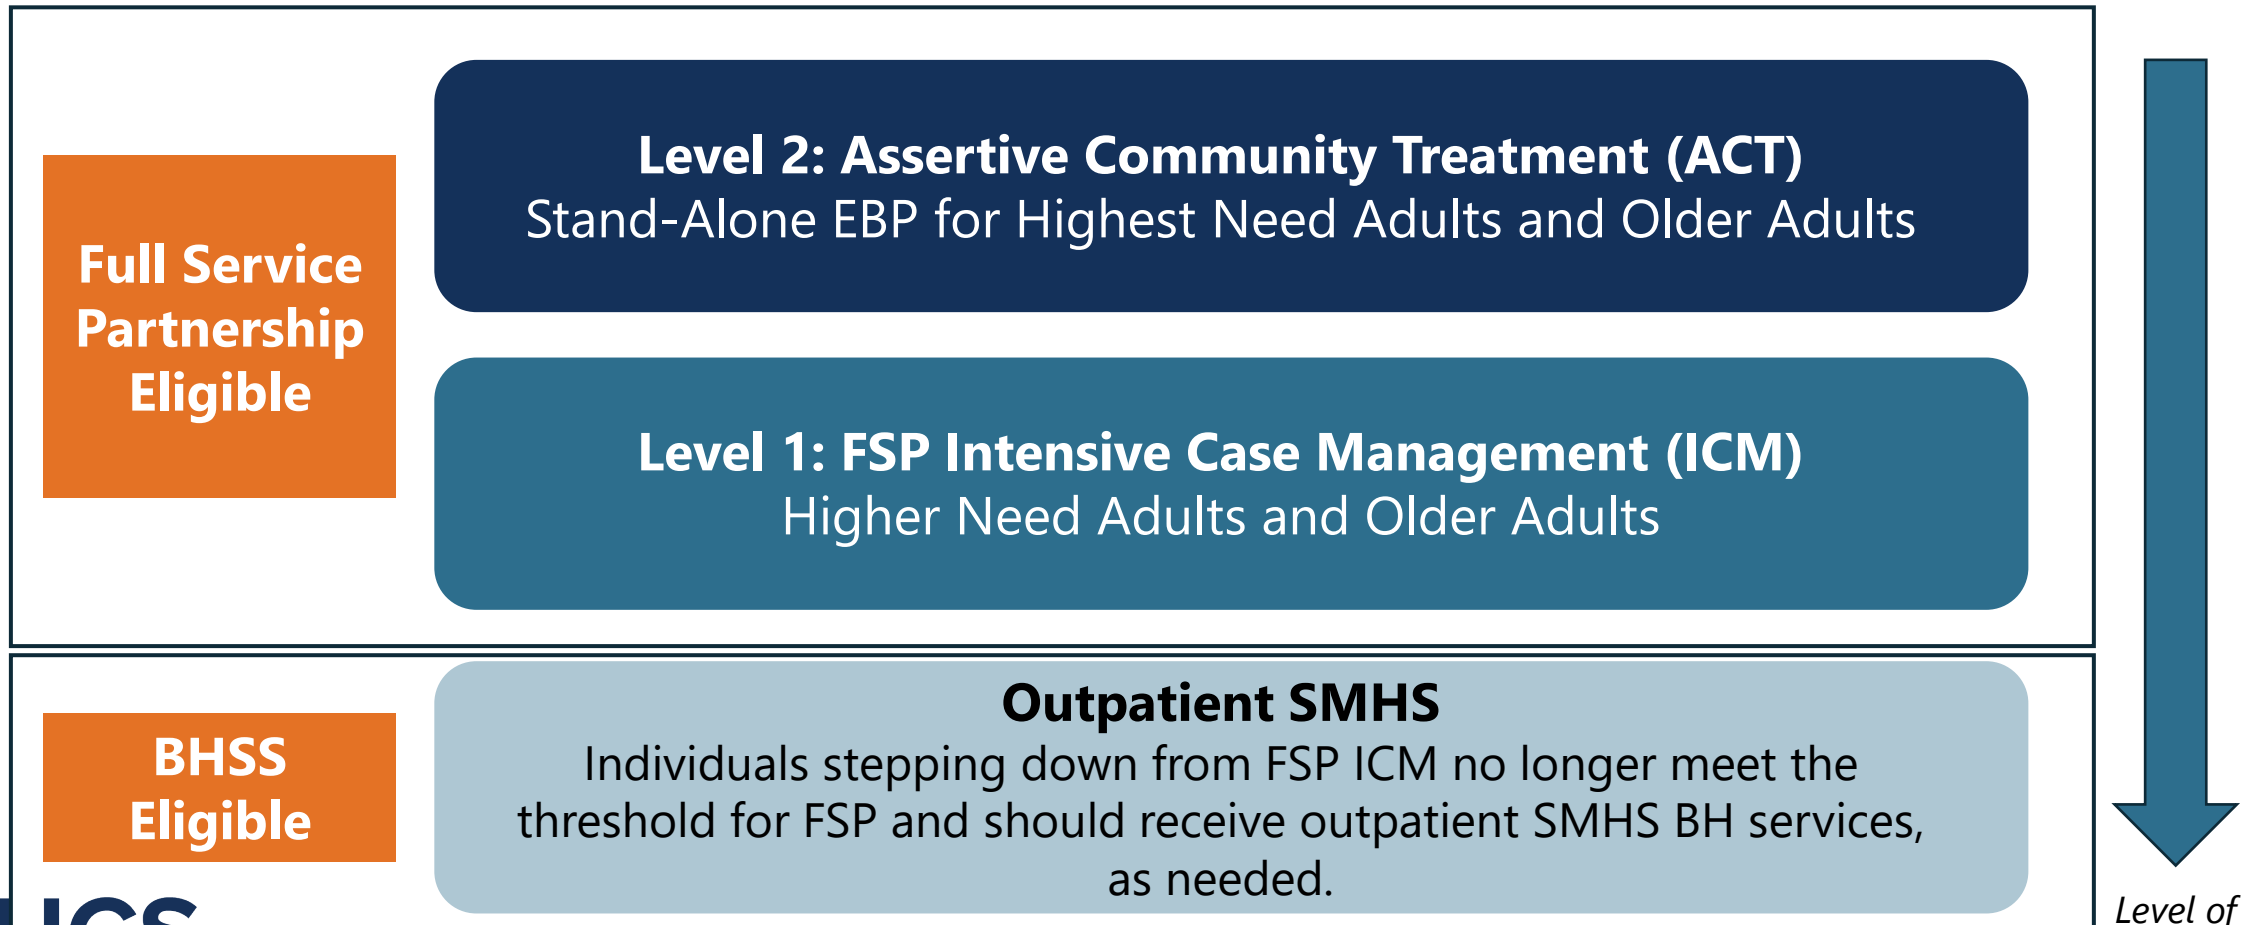 Full Service
Partnership
Eligible
Level 2: Assertive Community Treatment (ACT)
Stand-Alone EBP for Highest Need Adults and Older Adults
Level 1: FSP Intensive Case Management (ICM)
Higher Need Adults and Older Adults
BHSS
Eligible
Outpatient SMHS
Individuals stepping down from FSP ICM no longer meet the
threshold for FSP and should receive outpatient SMHS BH services,
as needed.
Level of